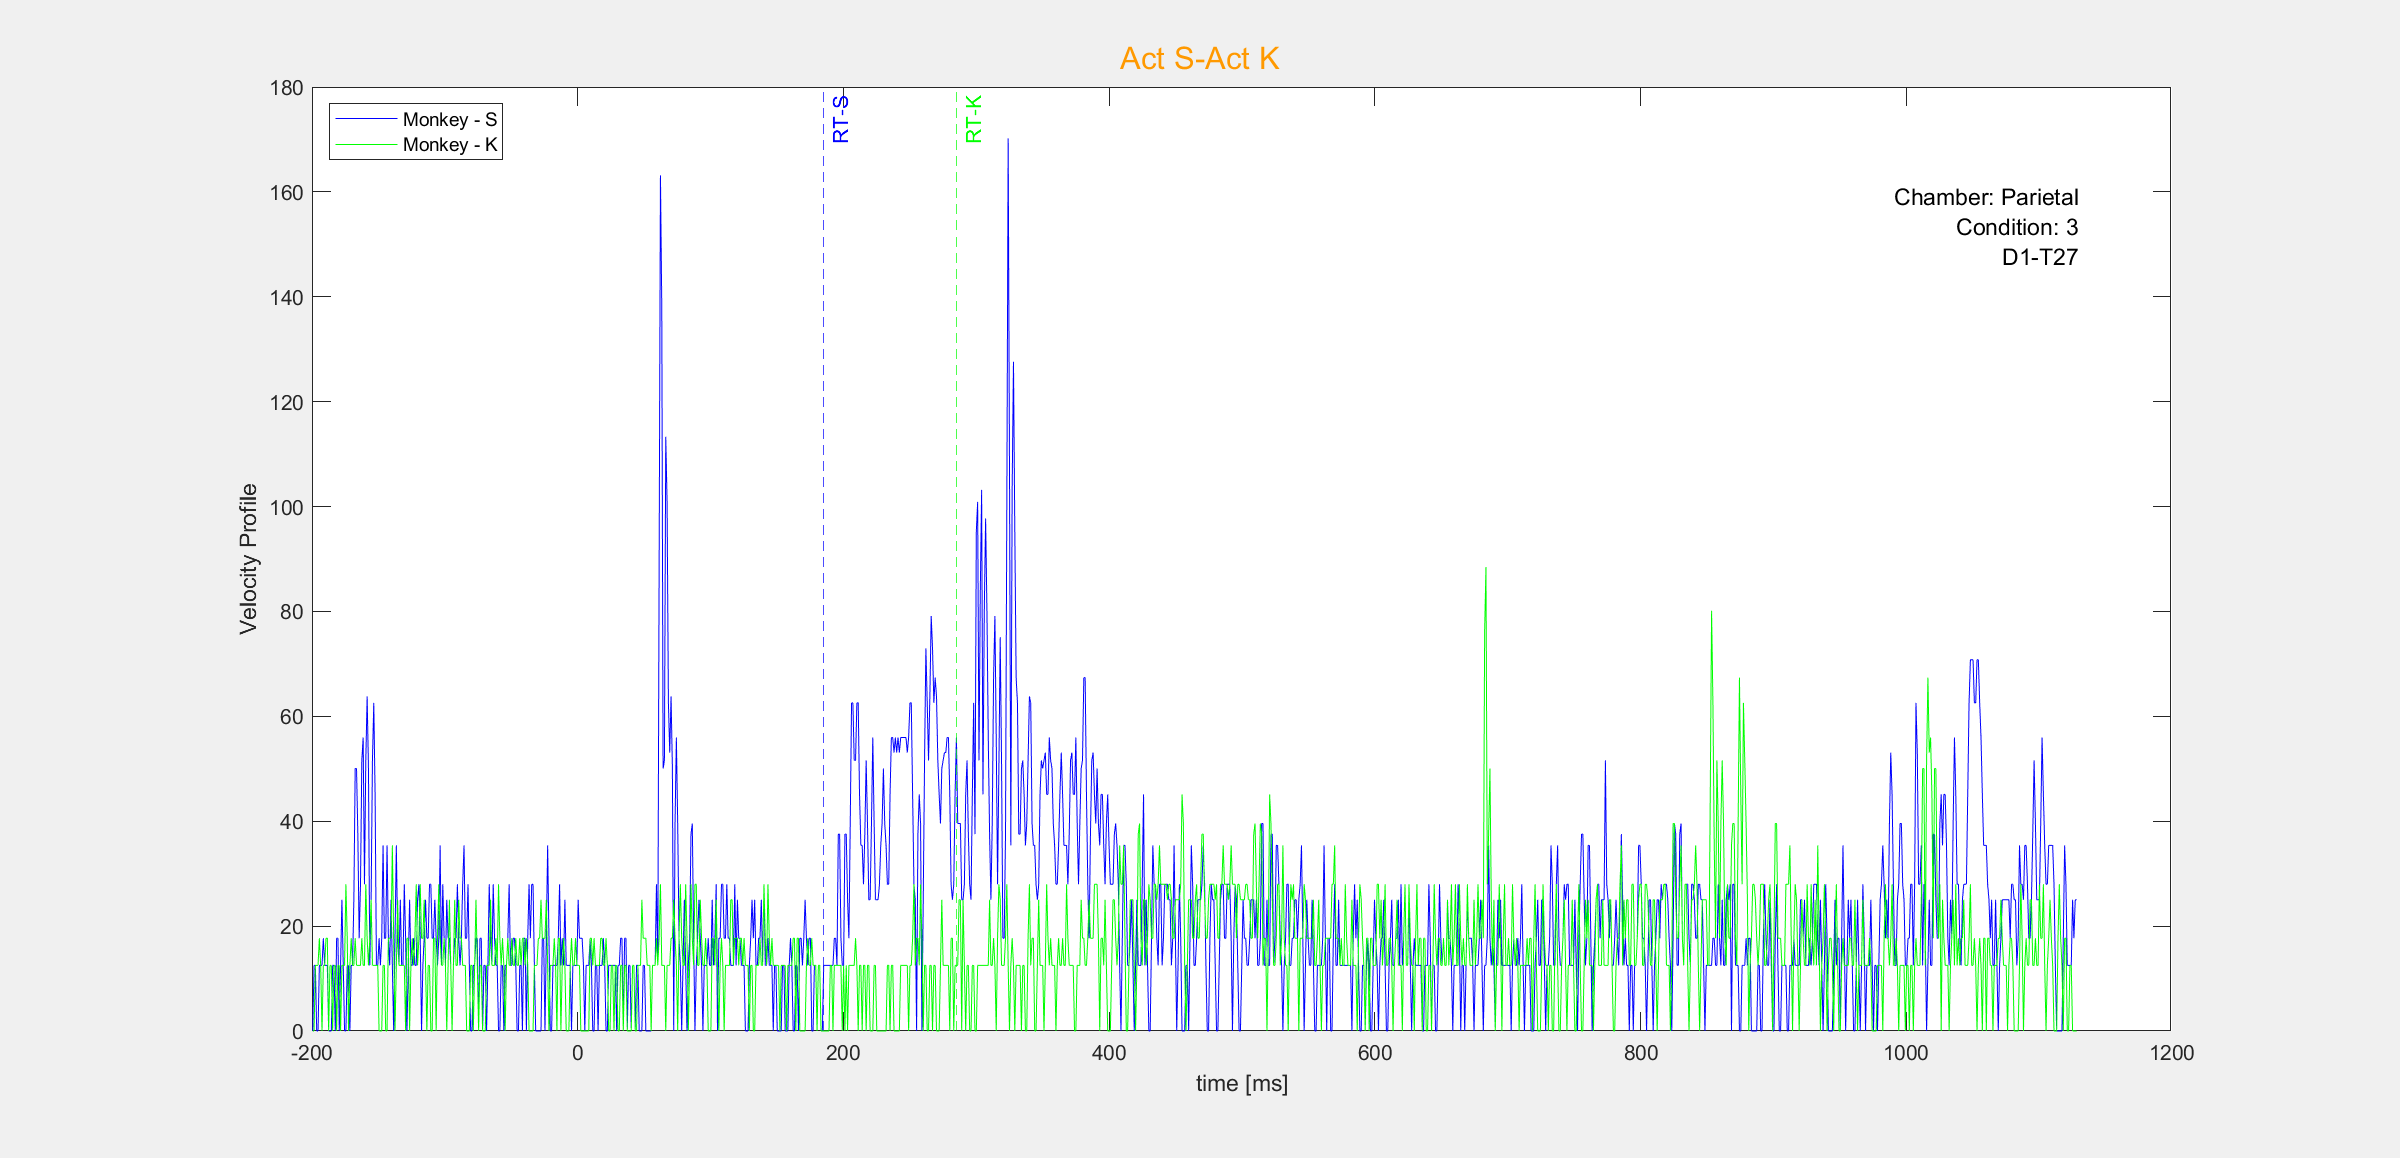 Act S-Act K
Monkey - S
Monkey - K
RT-S
RT-K
Chamber: Parietal
Condition: 3
D1-T27
Velocity Profile
180
160
140
120
100
80
60
40
20
0
-200
0
200
400
600
800
1000
1200
time [ms]